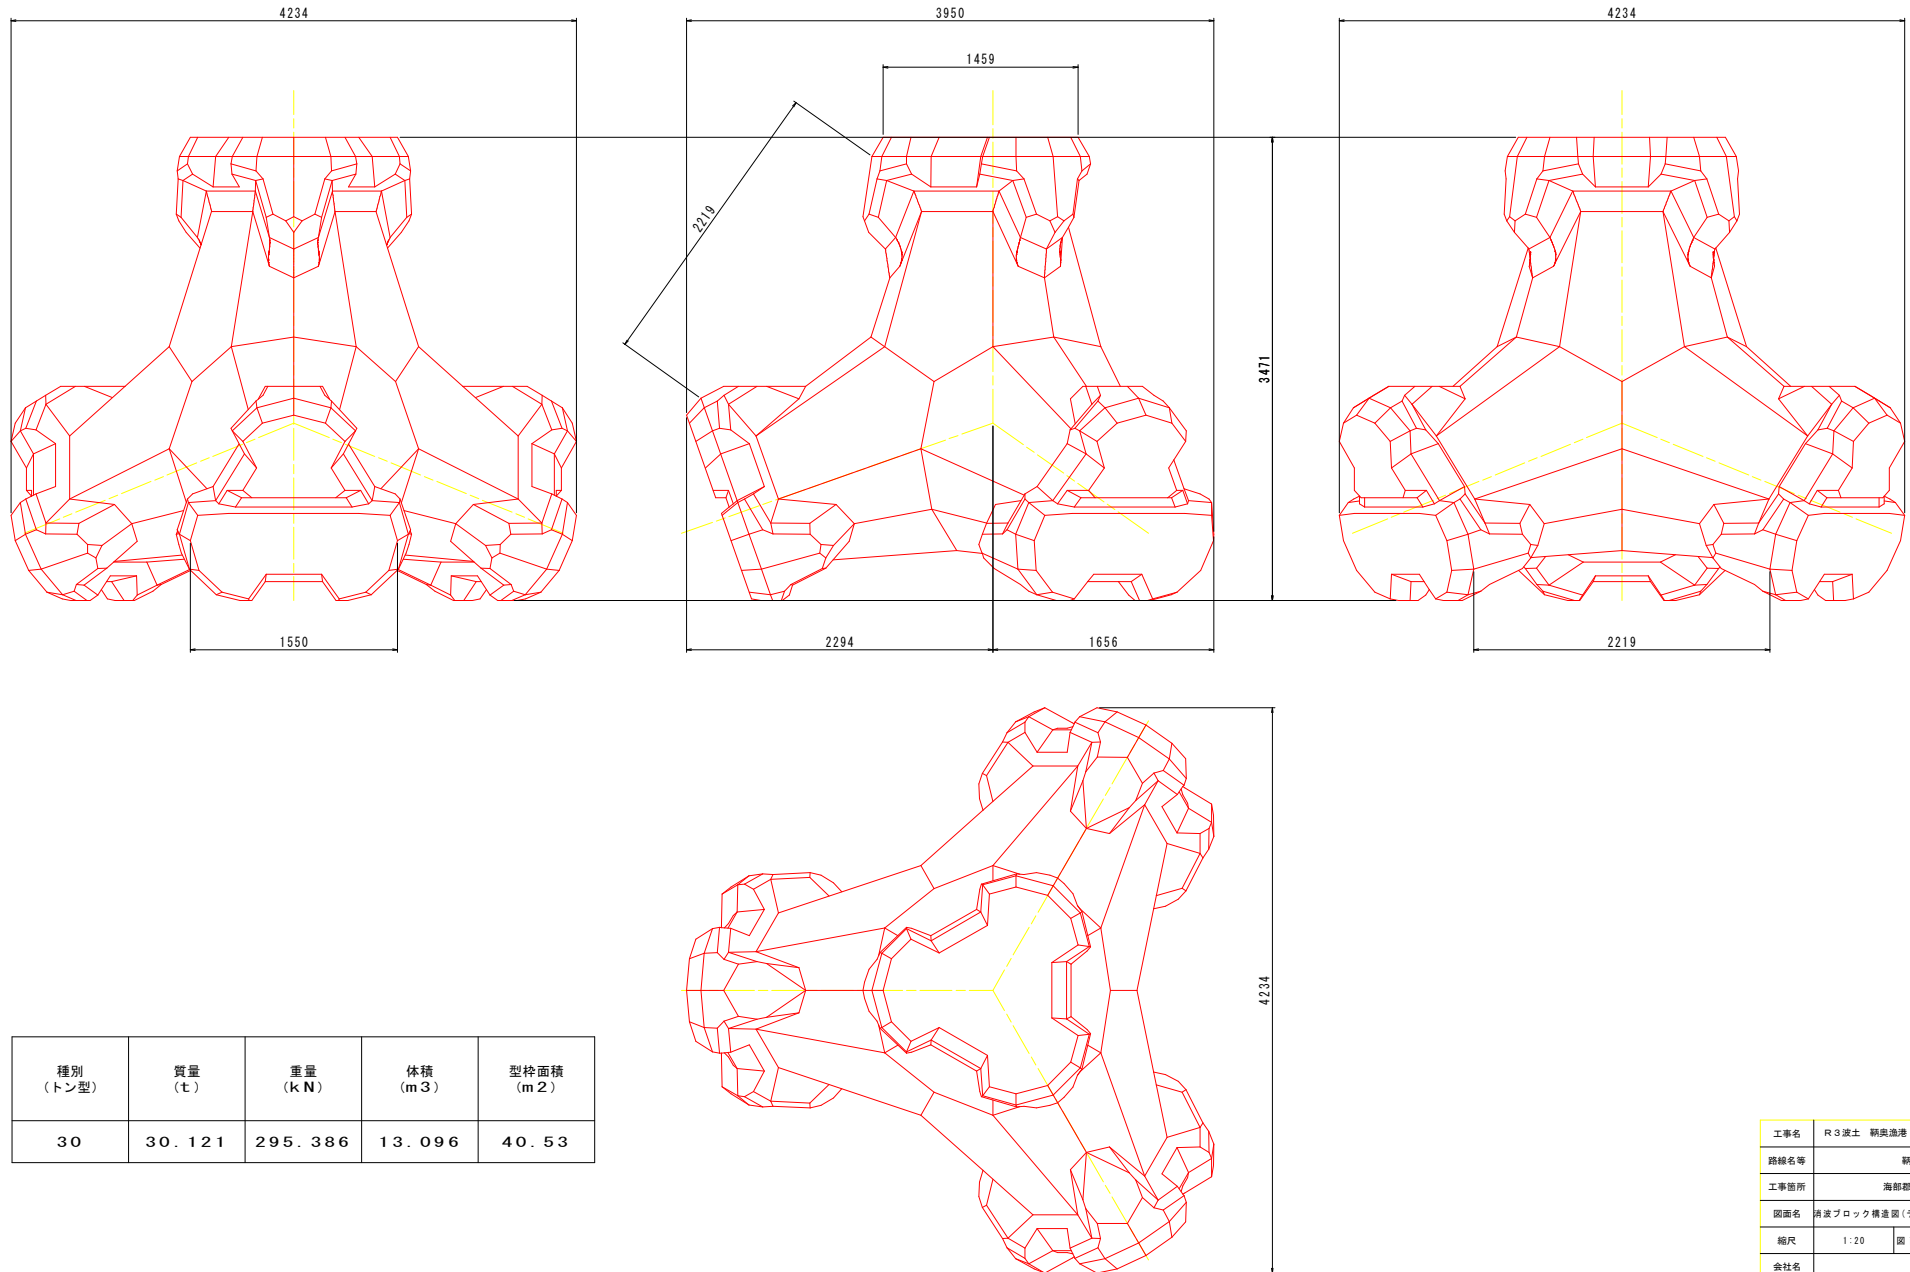 4234
3950
4234
1459
2219
3471
1550
2294
1656
2219
4234
種別 質量 重量 体積 型枠面積
(トン型) (t) (kN) (m3) (m2)
30 30.121 295.386 13.096 40.53
工事名 R3波土 鞆奥漁港
路線名等 鞆
工事箇所 海部郡
図面名 消波ブロック構造図(
縮尺 1:20 図
会社名